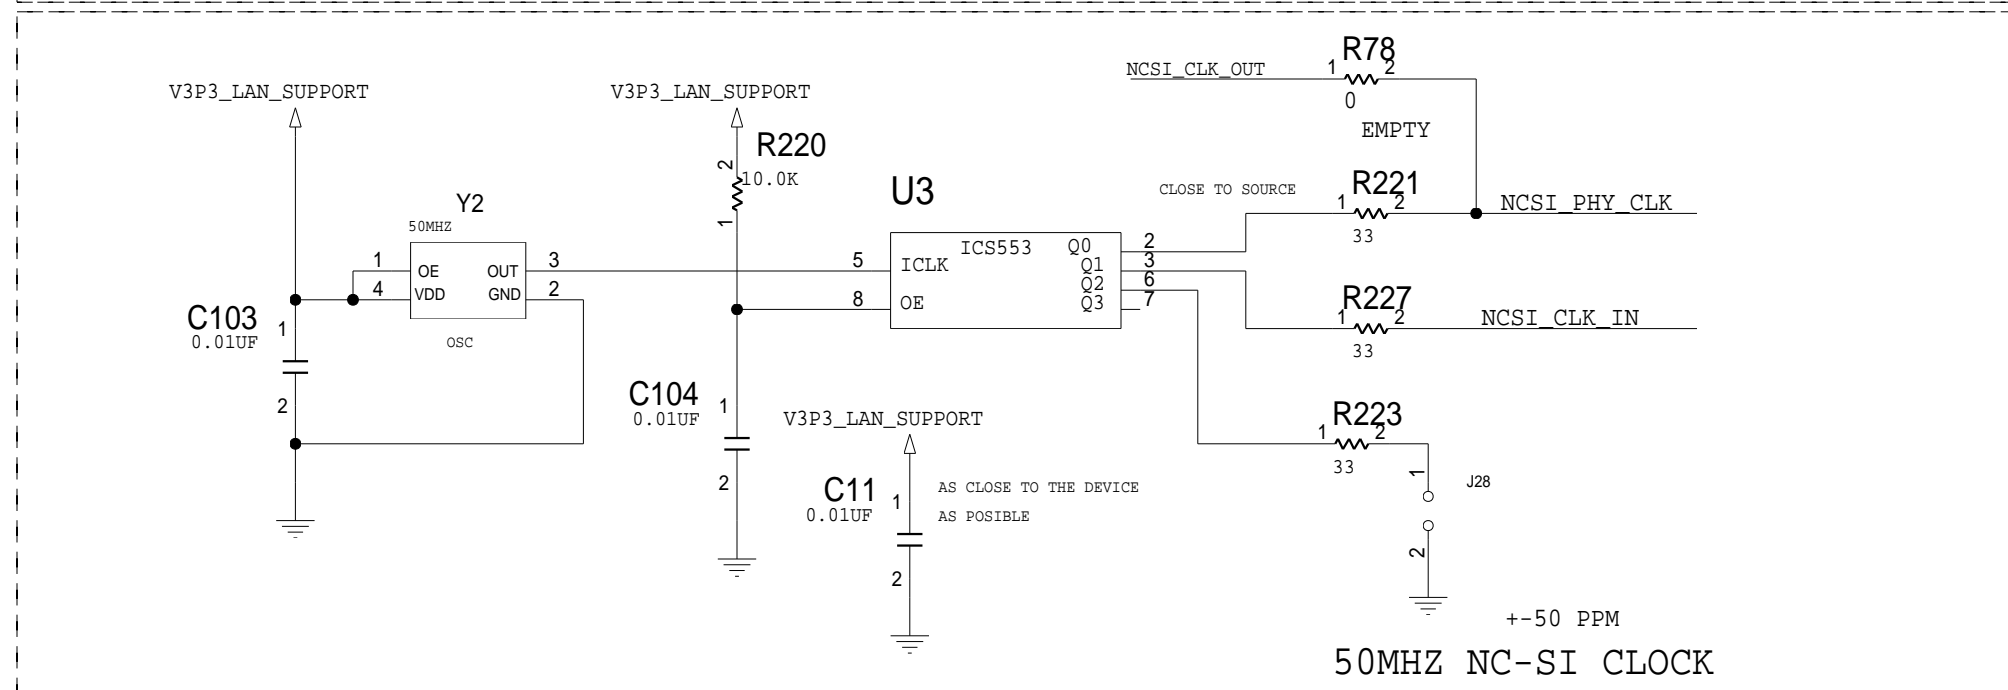 R78
NCSI_CLK_OUT 1 2
0
EMPTY
V3P3_LAN_SUPPORT V3P3_LAN_SUPPORT
R220
2
10.0K
1
U3
CLOSE TO SOURCE
R221
1 2 NCSI_PHY_CLK
33
Y2
50MHZ
1 OE OUT 3
4 VDD GND 2
OSC
ICS553
5 ICLK
8 OE
Q0 2
Q1 3
Q2 6
Q3 7
R227
1 2 NCSI_CLK_IN
33
C103
0.01UF
1
2
C104
0.01UF
1
2
V3P3_LAN_SUPPORT
C11
0.01UF
1
2
AS CLOSE TO THE DEVICE
AS POSIBLE
R223
1 2
33
J28
1
2
+-50 PPM
50MHZ NC-SI CLOCK